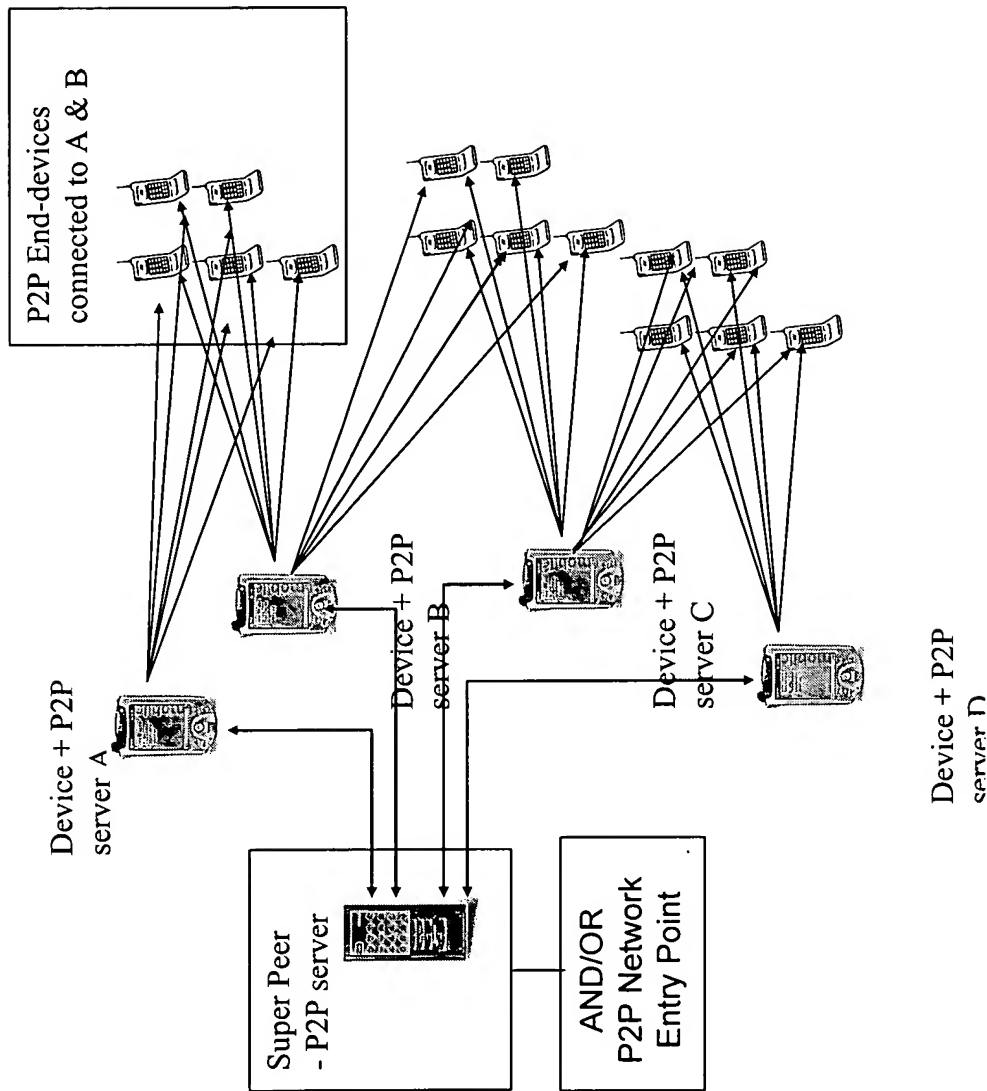 P2P End-devices
connected to A & B
Device + P2P
server A
Device + P2P
server B
Device + P2P
server C
Device + P2P
server D
Super Peer
- P2P server
AND/OR
P2P Network
Entry Point